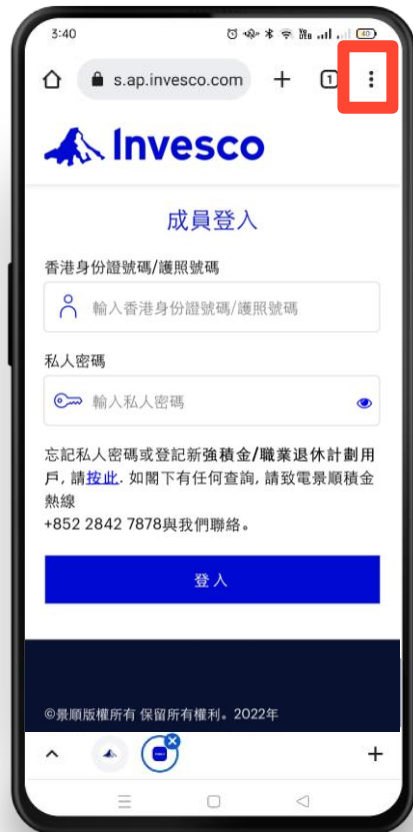 3:40
40
s.ap.invesco.com
1
Invesco
成員登入
香港身份證號碼/護照號碼
輸入香港身份證號碼/護照號碼
私人密碼
輸入私人密碼
忘記私人密碼或登記新強積金/職業退休計劃用
戶, 請按此. 如閣下有任何查詢, 請致電景順積金
熱線
+852 2842 7878與我們聯絡。
登入
©景順版權所有 保留所有權利。2022年